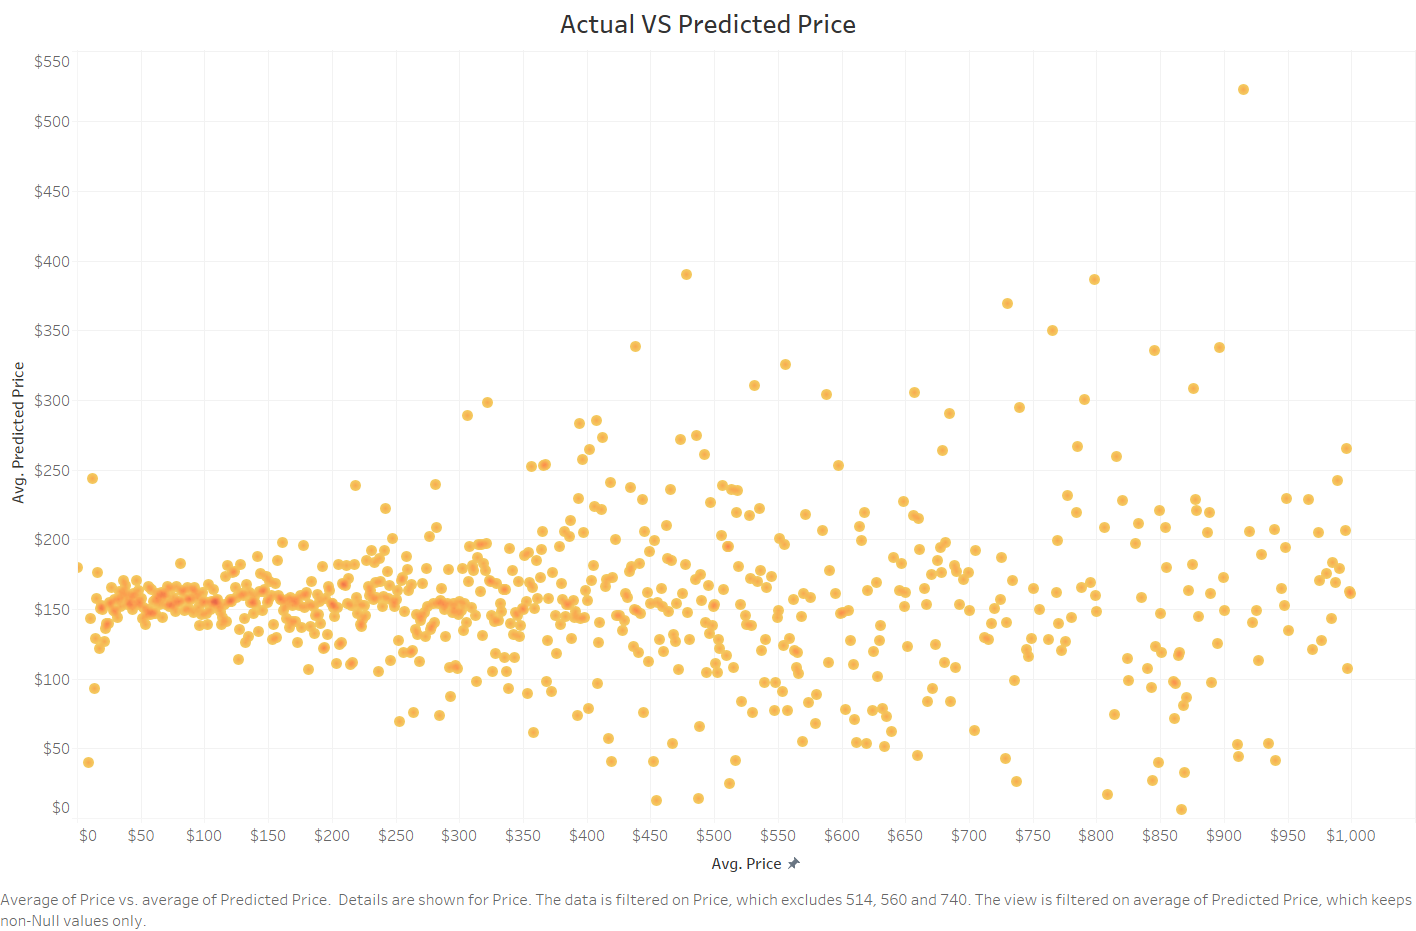 Actual VS Predicted Price
$550
$500
$450
$400
$350
$300
$250
$200
$150
$100
$50
$0
Avg. Predicted Price
$0 $50 $100 $150 $200 $250 $300 $350 $400 $450 $500 $550 $600 $650 $700 $750 $800 $850 $900 $950 $1,000
Avg. Price
Average of Price vs. average of Predicted Price. Details are shown for Price. The data is filtered on Price, which excludes 514, 560 and 740. The view is filtered on average of Predicted Price, which keeps
non-Null values only.